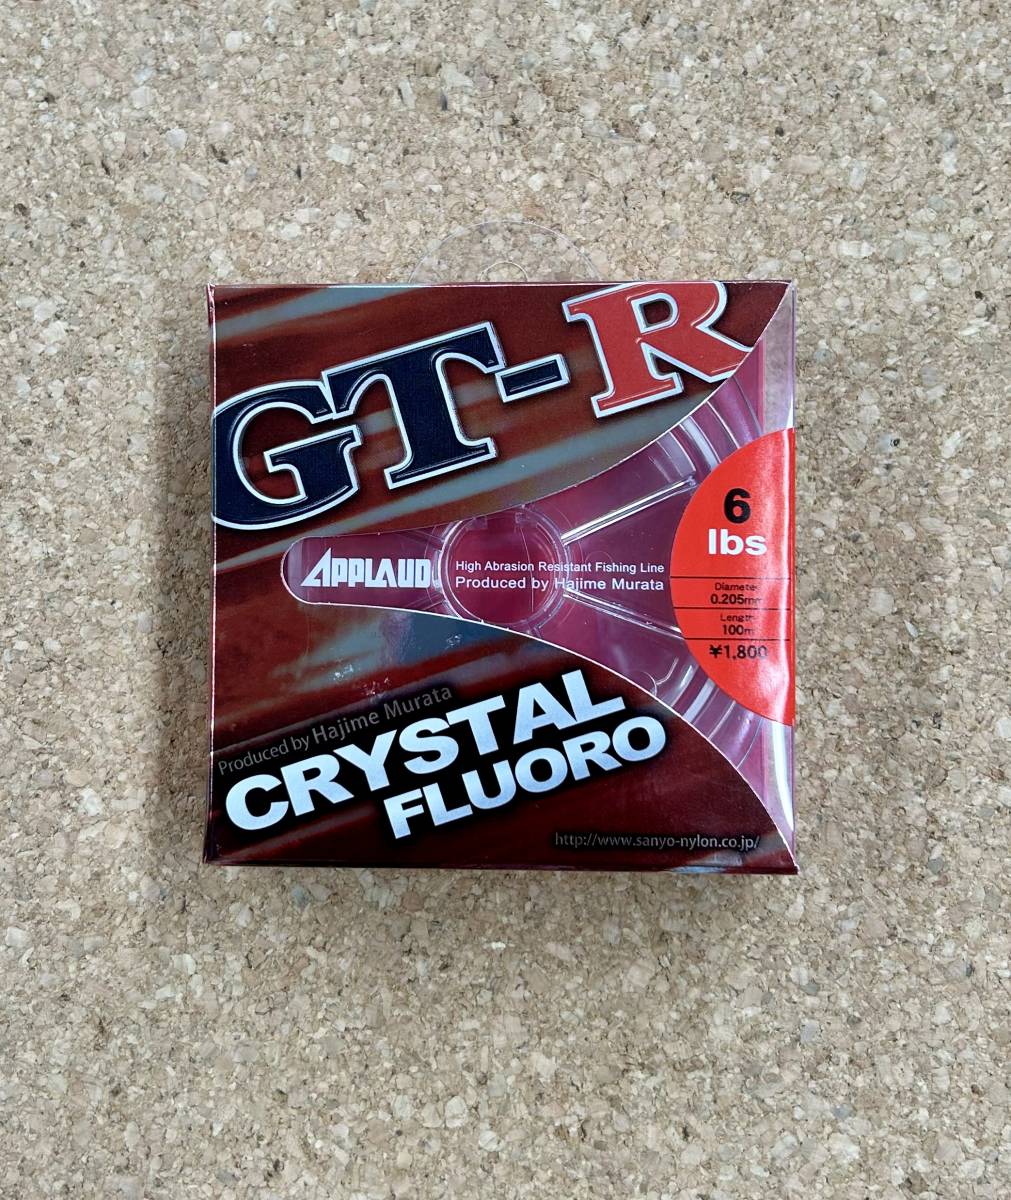 GT-R
6
lbs
APPLAUD
High Abrasion Resistant Fishing Line
Produced by Hajime Murata
Diameter
0.205mm
Length
100m
¥1,800
Produced by Hajime Murata
CRYSTAL
FLUORO
http://www.sanyo-nylon.co.jp/